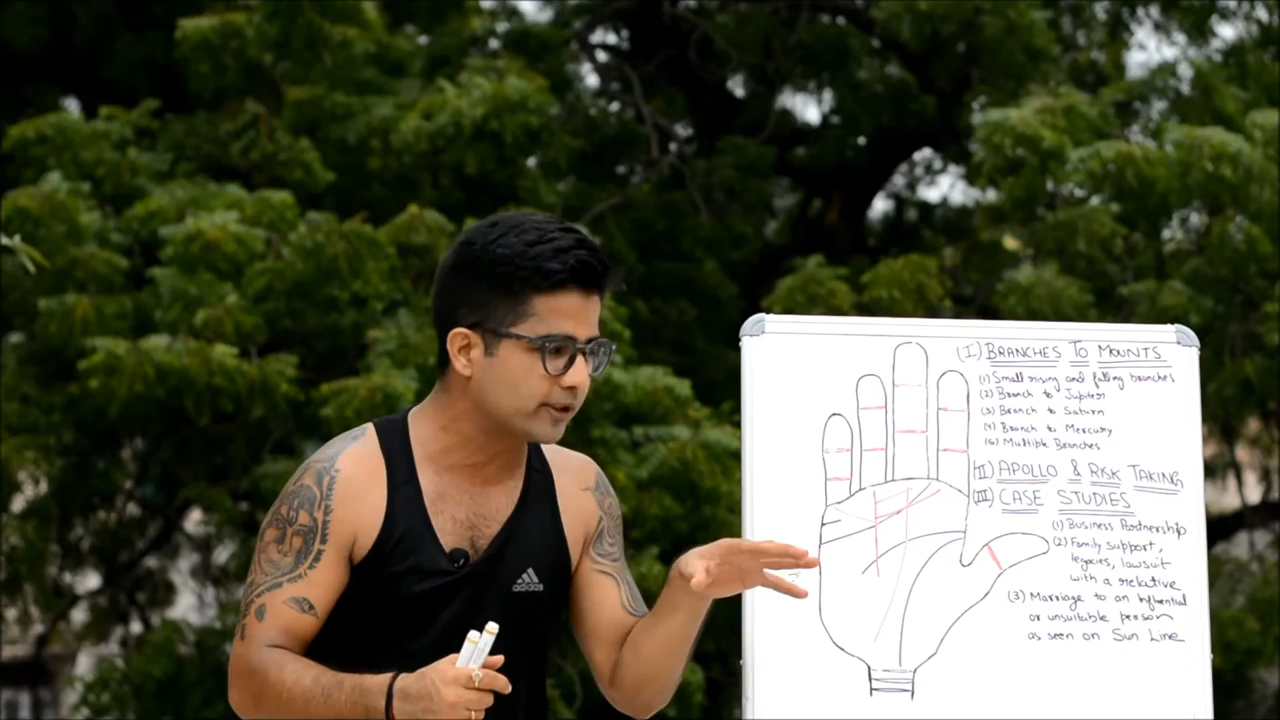 (I) BRANCHES TO MOUNTS
(1) Small rising and falling branches
(2) Branch to Jupiter
(3) Branch to Saturn
(4) Branch to Mercury
(5) Multiple Branches
(II) APOLLO & RISK TAKING
(III) CASE STUDIES
(1) Business Partnership
(2) Family support,
legacies, lawsuit
with a relative
(3) Marriage to an influential
or unsuitable person
as seen on Sun Line
adidas